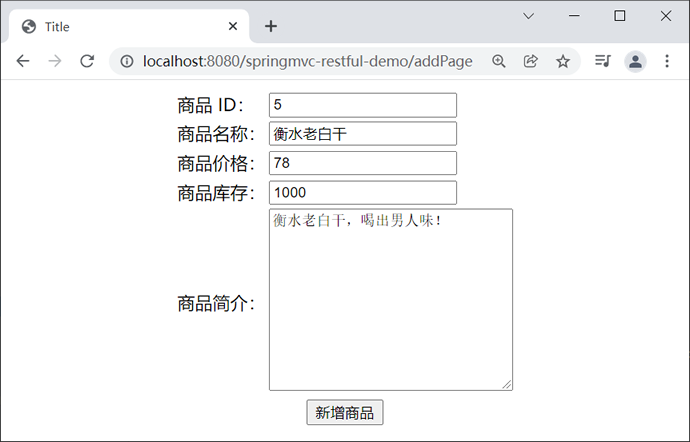 Title
localhost:8080/springmvc-restful-demo/addPage
商品 ID： 5
商品名称： 衡水老白干
商品价格： 78
商品库存： 1000
衡水老白干，喝出男人味！
商品简介：
新增商品